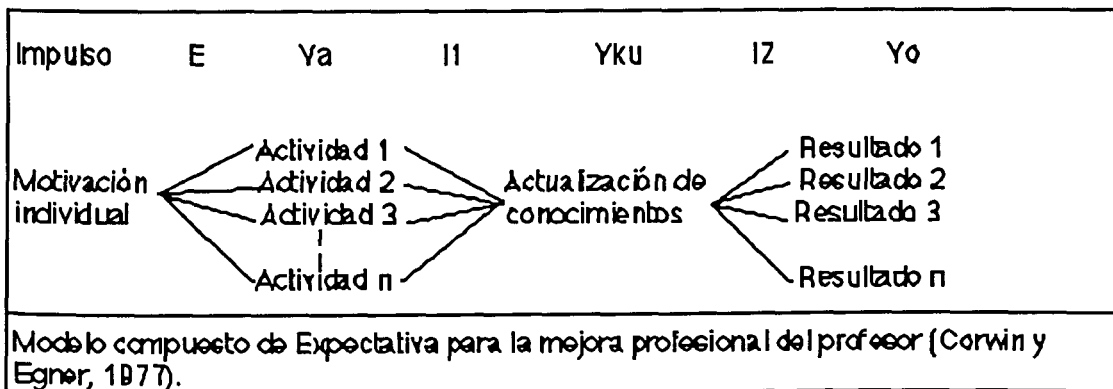 Impulso E Ya I1 Yku I2 Yo
Actividad 1 Resultado 1
Motivación Actividad 2 Actualización de Resultado 2
individual Actividad 3 conocimientos Resultado 3
Actividad n Resultado n
Modelo compuesto de Expectativa para la mejora profesional del profesor (Corwin y
Egner, 1977).